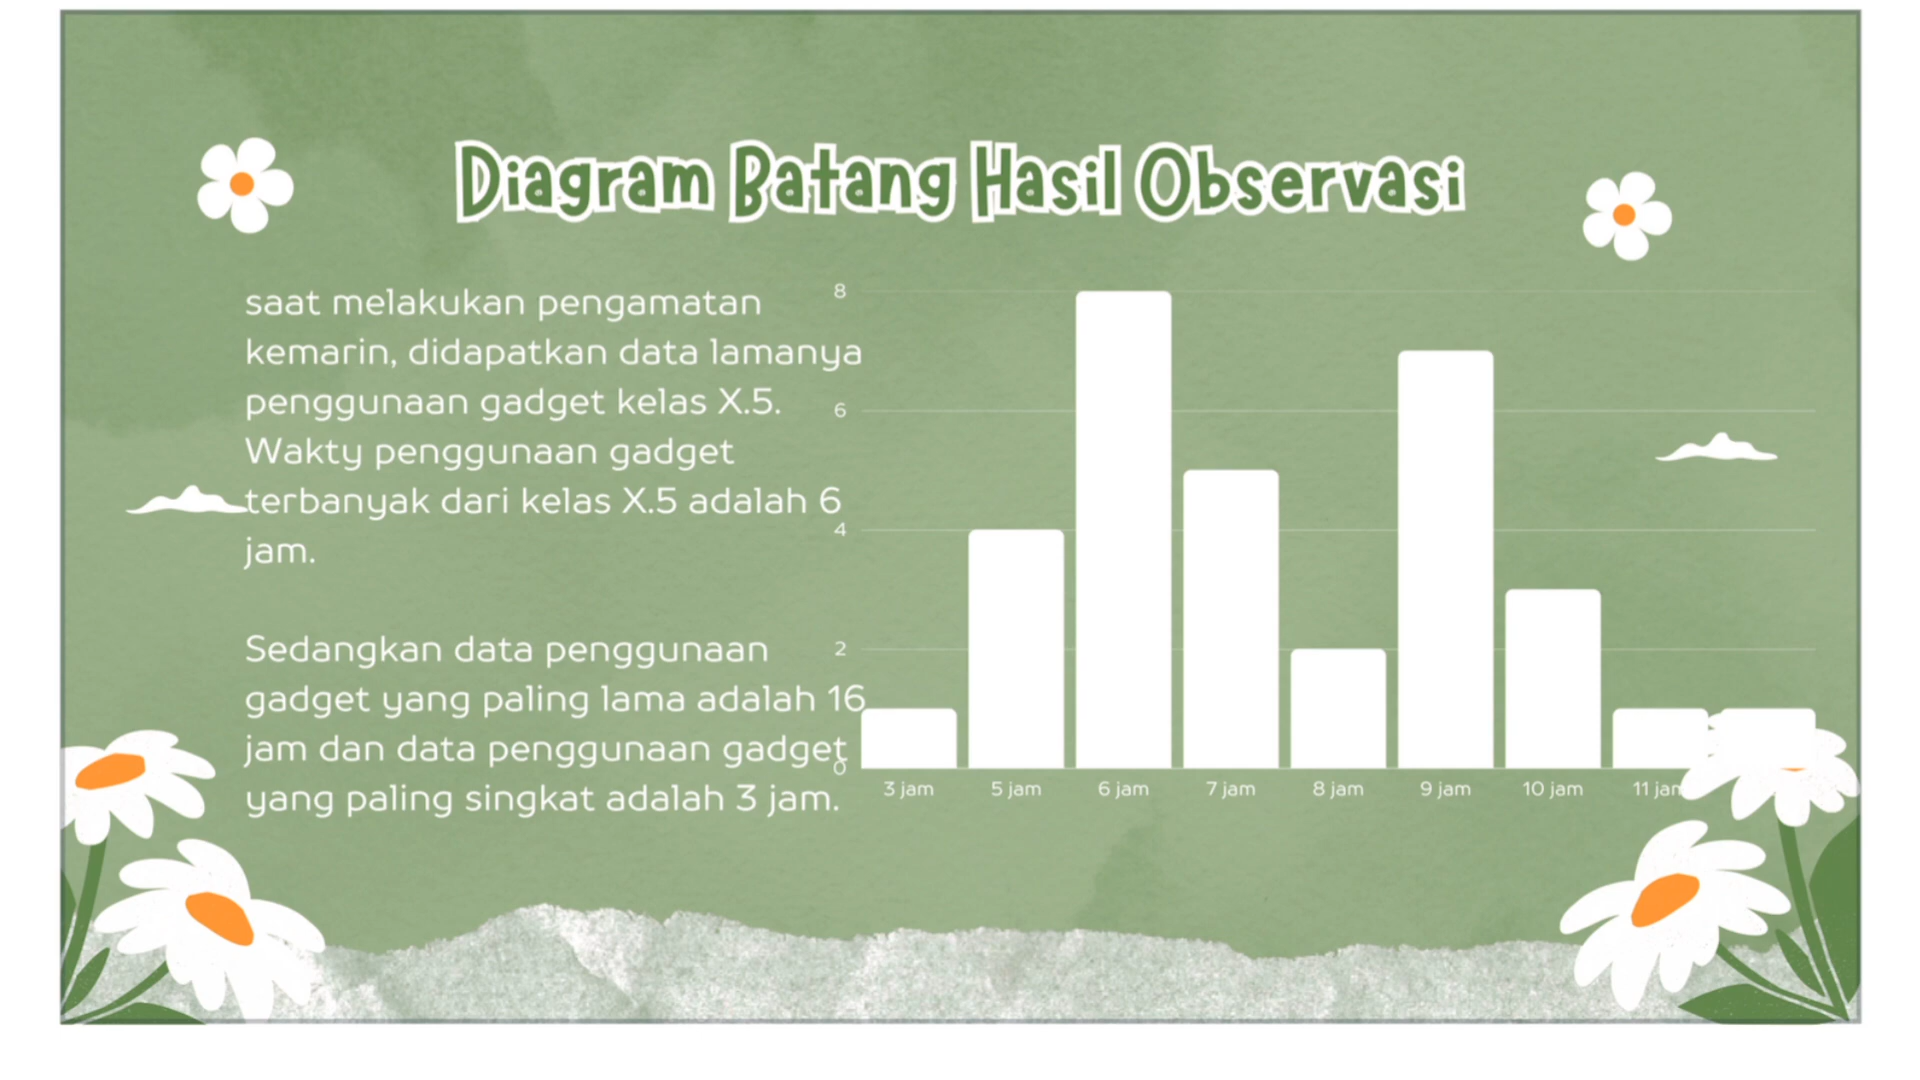 Diagram Batang Hasil Observasi
saat melakukan pengamatan
kemarin, didapatkan data lamanya
penggunaan gadget kelas X.5.
Wakty penggunaan gadget
terbanyak dari kelas X.5 adalah 6
jam.
Sedangkan data penggunaan
gadget yang paling lama adalah 16
jam dan data penggunaan gadget
yang paling singkat adalah 3 jam.
8
6
4
2
0
3 jam 5 jam 6 jam 7 jam 8 jam 9 jam 10 jam 11 jam